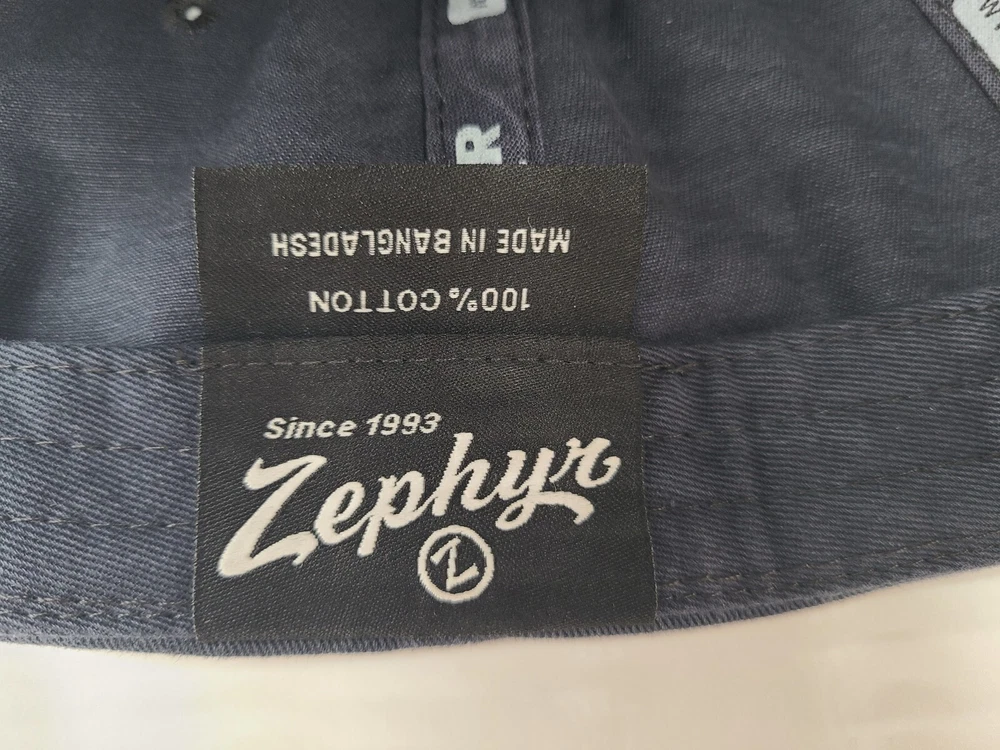 R
MADE IN BANGLADESH
100% COTTON
Since 1993
Zephyr
Z